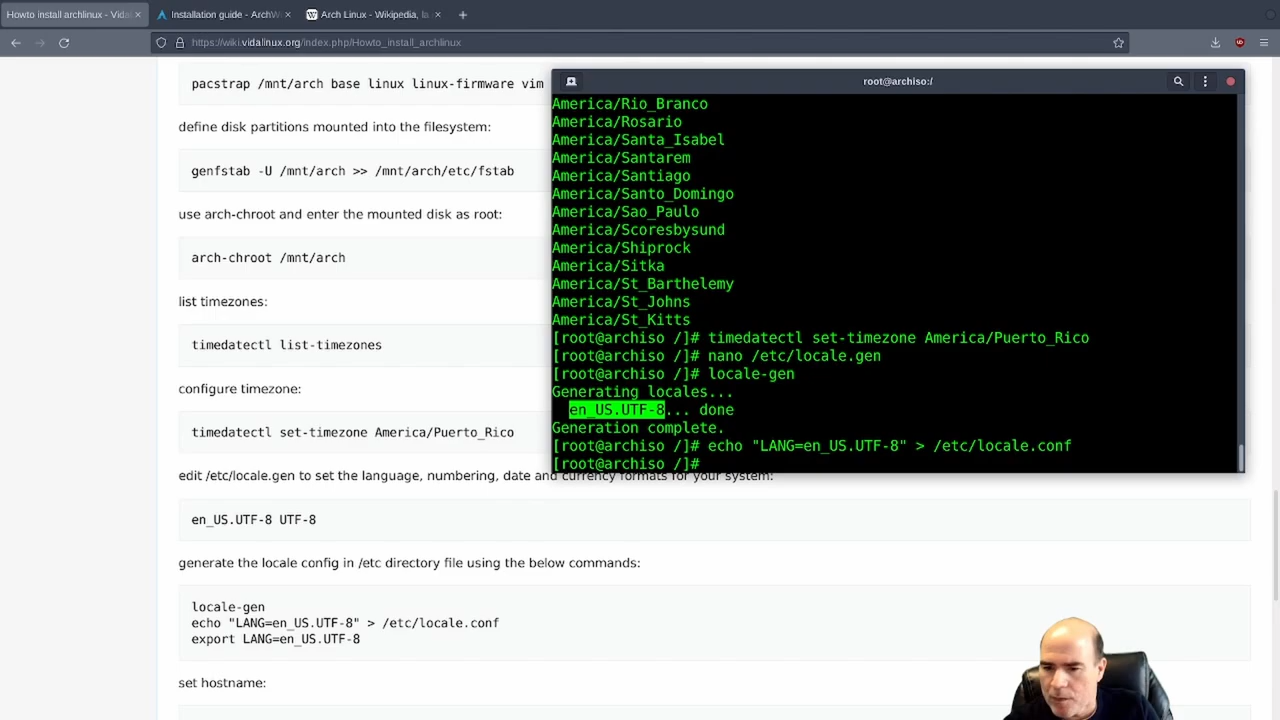 Howto install archlinux - Vidal
Installation guide - ArchW
Arch Linux - Wikipedia, la
https://wiki.vidalinux.org/index.php/Howto_install_archlinux
pacstrap /mnt/arch base linux linux-firmware vim
define disk partitions mounted into the filesystem:
genfstab -U /mnt/arch >> /mnt/arch/etc/fstab
use arch-chroot and enter the mounted disk as root:
arch-chroot /mnt/arch
list timezones:
timedatectl list-timezones
configure timezone:
timedatectl set-timezone America/Puerto_Rico
edit /etc/locale.gen to set the language, numbering, date and currency formats for your system:
en_US.UTF-8 UTF-8
generate the locale config in /etc directory file using the below commands:
locale-gen
echo "LANG=en_US.UTF-8" > /etc/locale.conf
export LANG=en_US.UTF-8
set hostname:
root@archiso:/
America/Rio_Branco
America/Rosario
America/Santa_Isabel
America/Santarem
America/Santiago
America/Santo_Domingo
America/Sao_Paulo
America/Scoresbysund
America/Shiprock
America/Sitka
America/St_Barthelemy
America/St_Johns
America/St_Kitts
[root@archiso /]# timedatectl set-timezone America/Puerto_Rico
[root@archiso /]# nano /etc/locale.gen
[root@archiso /]# locale-gen
Generating locales...
en_US.UTF-8... done
Generation complete.
[root@archiso /]# echo "LANG=en_US.UTF-8" > /etc/locale.conf
[root@archiso /]#